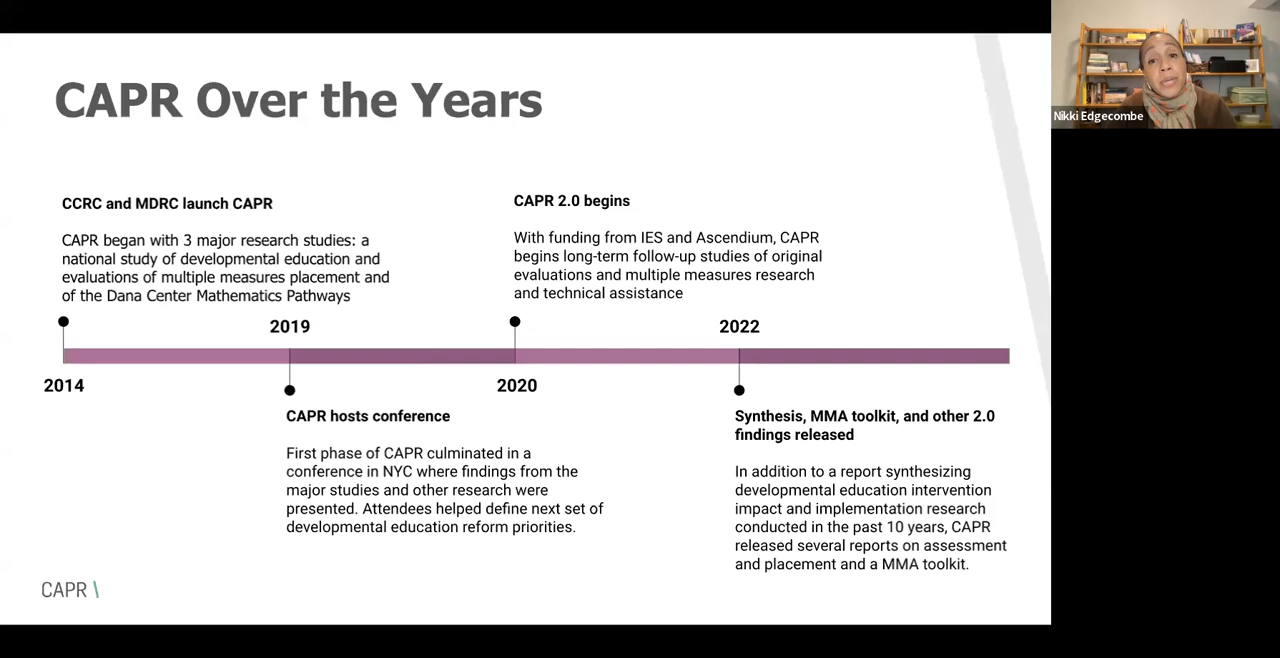 CAPR Over the Years
CCRC and MDRC launch CAPR
CAPR began with 3 major research studies: a
national study of developmental education and
evaluations of multiple measures placement and
of the Dana Center Mathematics Pathways
CAPR 2.0 begins
With funding from IES and Ascendium, CAPR
begins long-term follow-up studies of original
evaluations and multiple measures research
and technical assistance
2019
2022
2014
2020
CAPR hosts conference
First phase of CAPR culminated in a
conference in NYC where findings from the
major studies and other research were
presented. Attendees helped define next set of
developmental education reform priorities.
Synthesis, MMA toolkit, and other 2.0
findings released
In addition to a report synthesizing
developmental education intervention
impact and implementation research
conducted in the past 10 years, CAPR
released several reports on assessment
and placement and a MMA toolkit.
CAPR \
Nikki Edgecombe